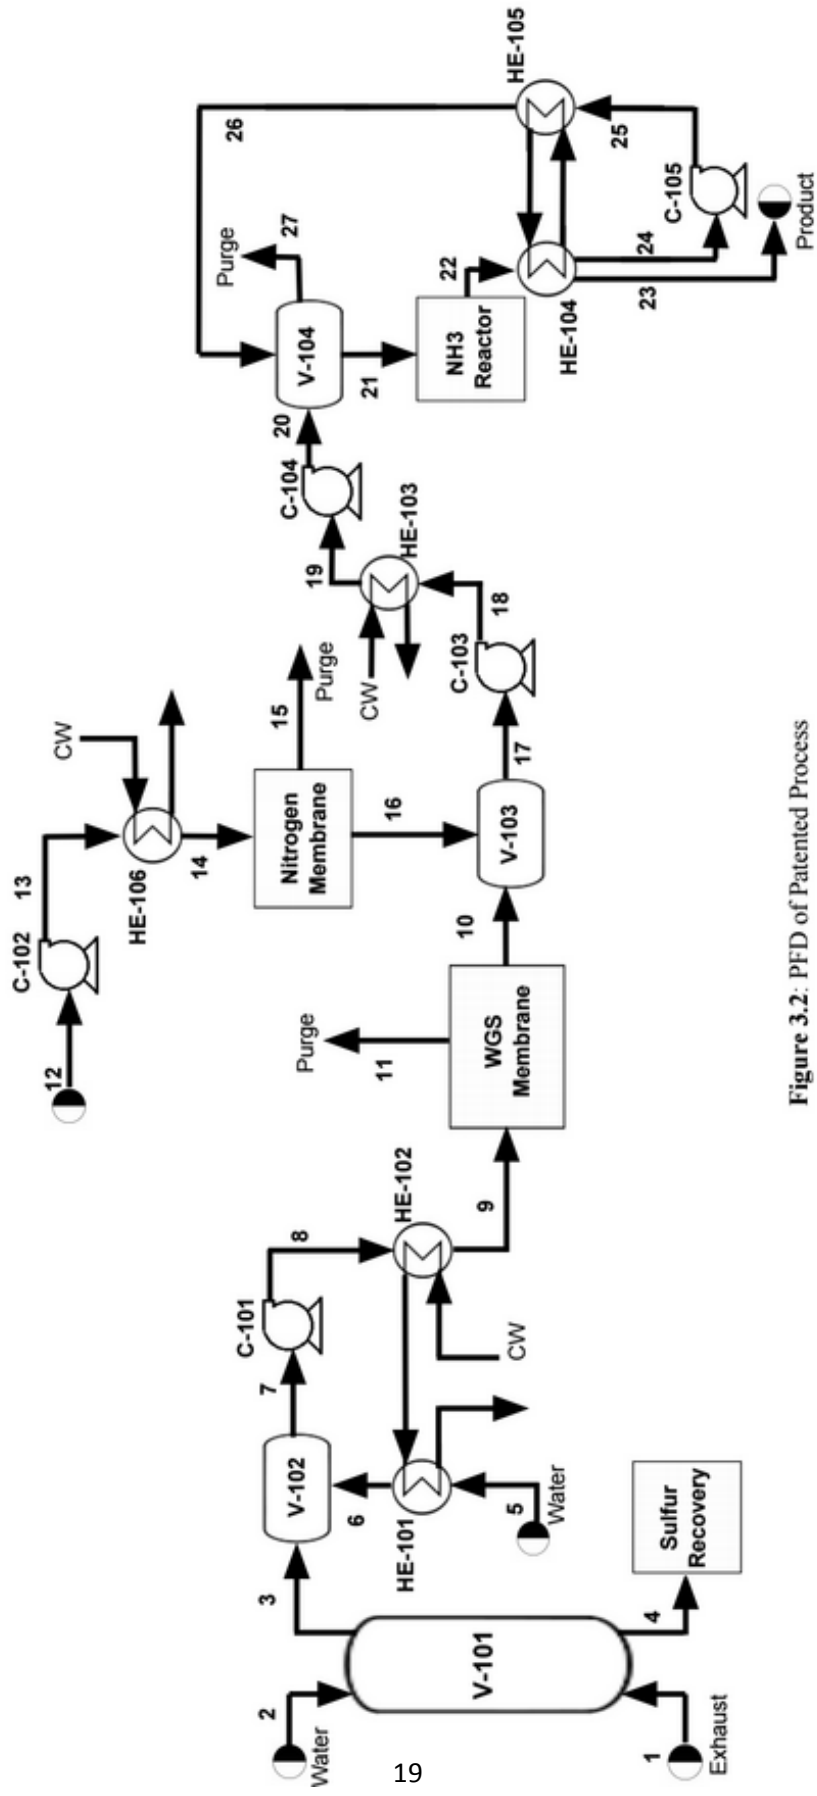 1
Exhaust
2
Water
V-101
3
4
Sulfur
Recovery
5
Water
HE-101
6
V-102
7
C-101
8
HE-102
CW
9
WGS
Membrane
11
Purge
10
12
C-102
13
HE-106
CW
14
Nitrogen
Membrane
15
Purge
16
V-103
17
C-103
18
HE-103
CW
19
C-104
20
V-104
Purge
27
21
NH3
Reactor
22
HE-104
23
24
Product
C-105
25
HE-105
26
Figure 3.2: PFD of Patented Process
19